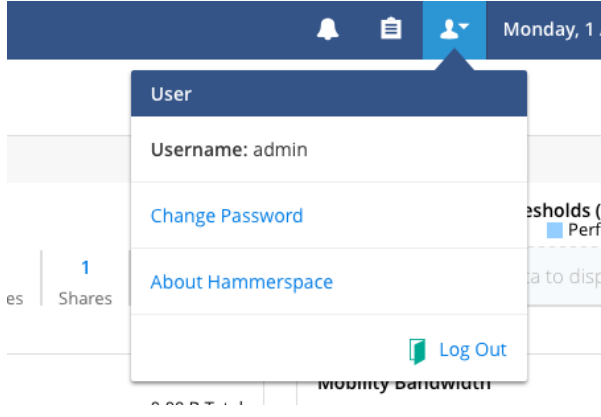 Monday, 1
User
Username: admin
Change Password
esholds (
Perf
1
Shares
es
About Hammerspace
ta to disp
Log Out
Mobility Bandwidth